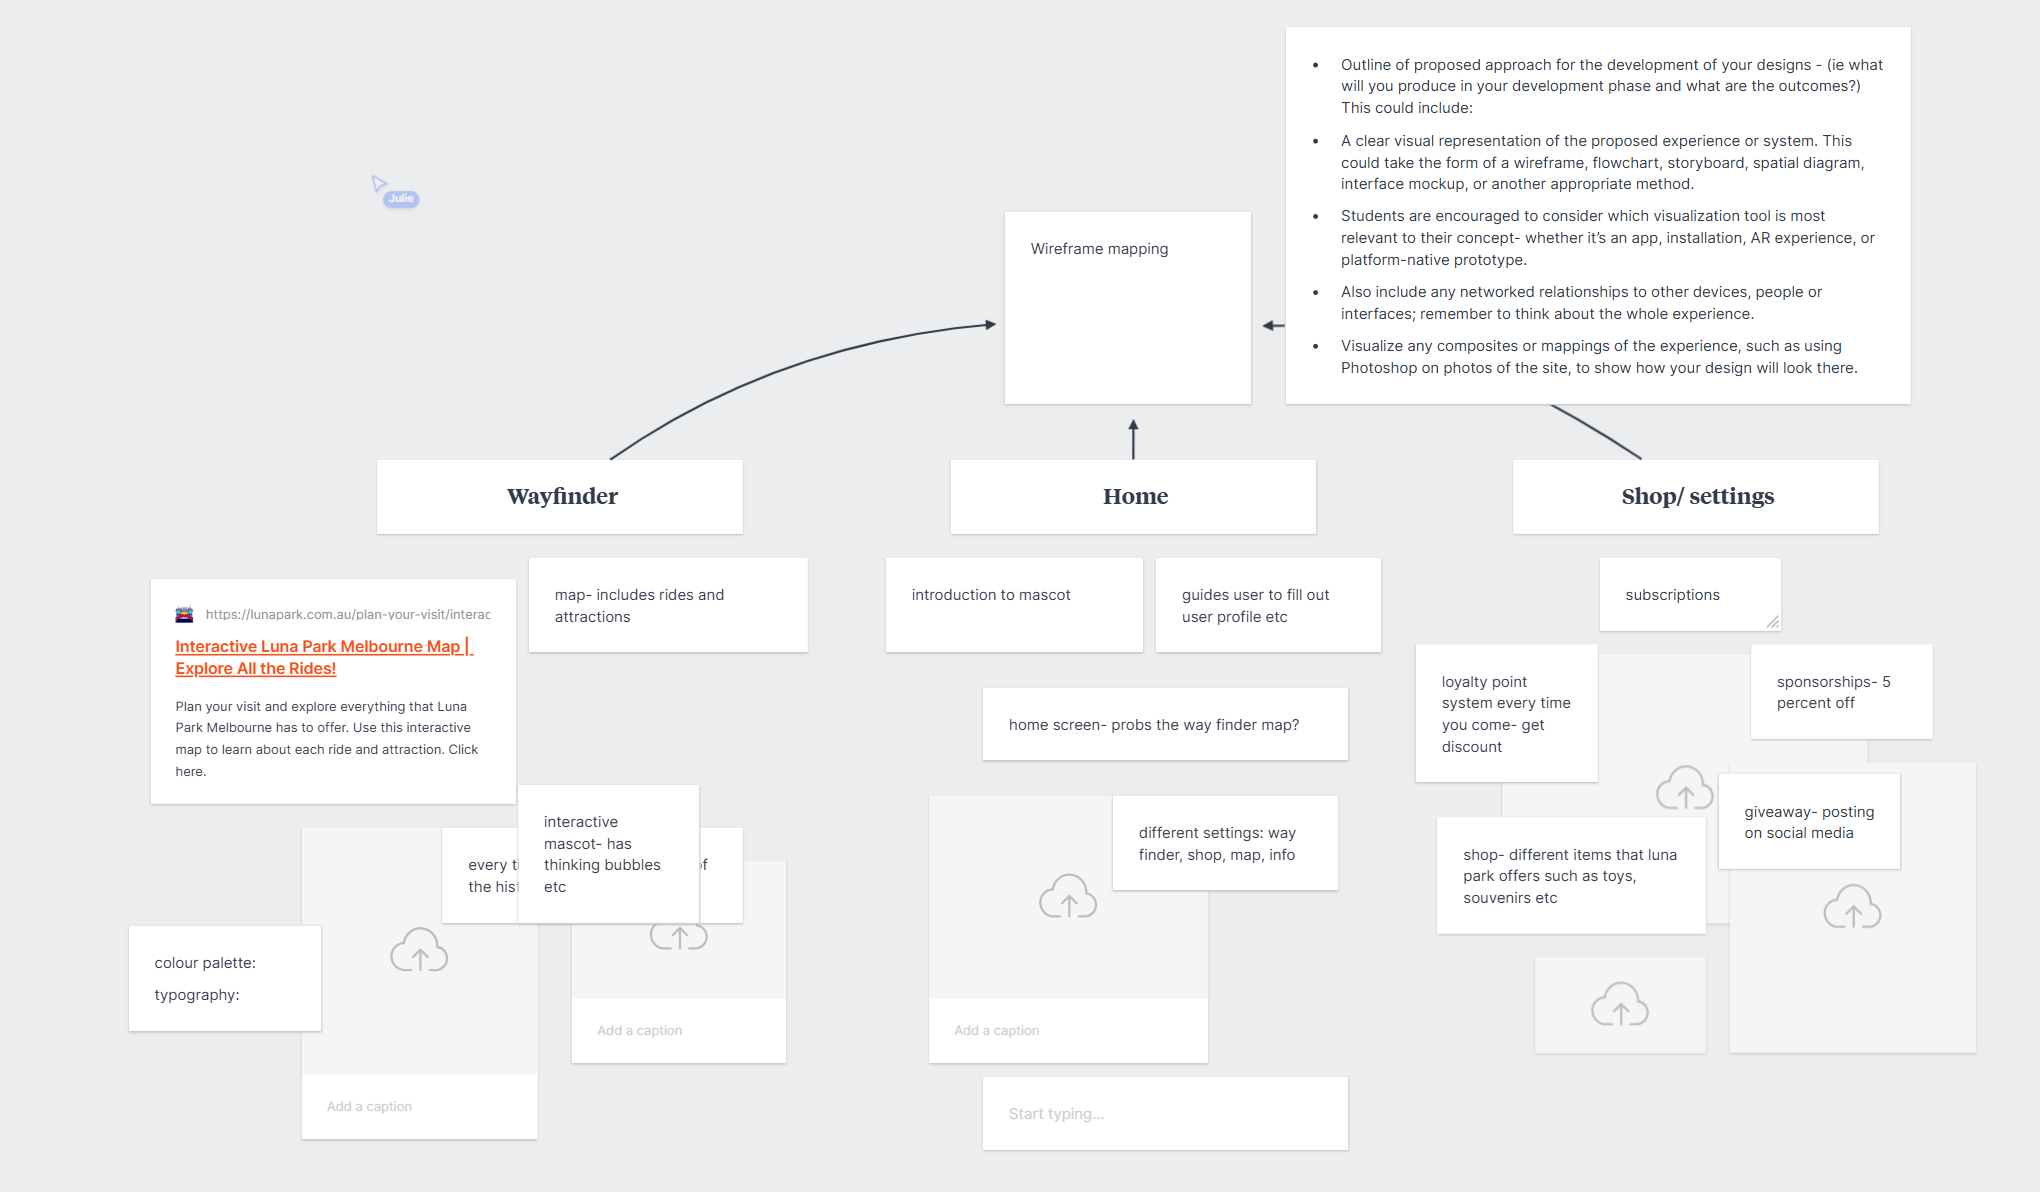 Outline of proposed approach for the development of your designs - (ie what
will you produce in your development phase and what are the outcomes?)
This could include:
A clear visual representation of the proposed experience or system. This
could take the form of a wireframe, flowchart, storyboard, spatial diagram,
interface mockup, or another appropriate method.
Students are encouraged to consider which visualization tool is most
relevant to their concept- whether it’s an app, installation, AR experience, or
platform-native prototype.
Also include any networked relationships to other devices, people or
interfaces; remember to think about the whole experience.
Visualize any composites or mappings of the experience, such as using
Photoshop on photos of the site, to show how your design will look there.
Julie
Wireframe mapping
Wayfinder
Home
Shop/ settings
https://lunapark.com.au/plan-your-visit/interac
Interactive Luna Park Melbourne Map |
Explore All the Rides!
Plan your visit and explore everything that Luna
Park Melbourne has to offer. Use this interactive
map to learn about each ride and attraction. Click
here.
map- includes rides and
attractions
interactive
mascot- has
thinking bubbles
etc
every
the
colour palette:
typography:
Add a caption
Add a caption
introduction to mascot
guides user to fill out
user profile etc
home screen- probs the way finder map?
different settings: way
finder, shop, map, info
Add a caption
Start typing...
subscriptions
loyalty point
system every time
you come- get
discount
sponsorships- 5
percent off
giveaway- posting
on social media
shop- different items that luna
park offers such as toys,
souvenirs etc